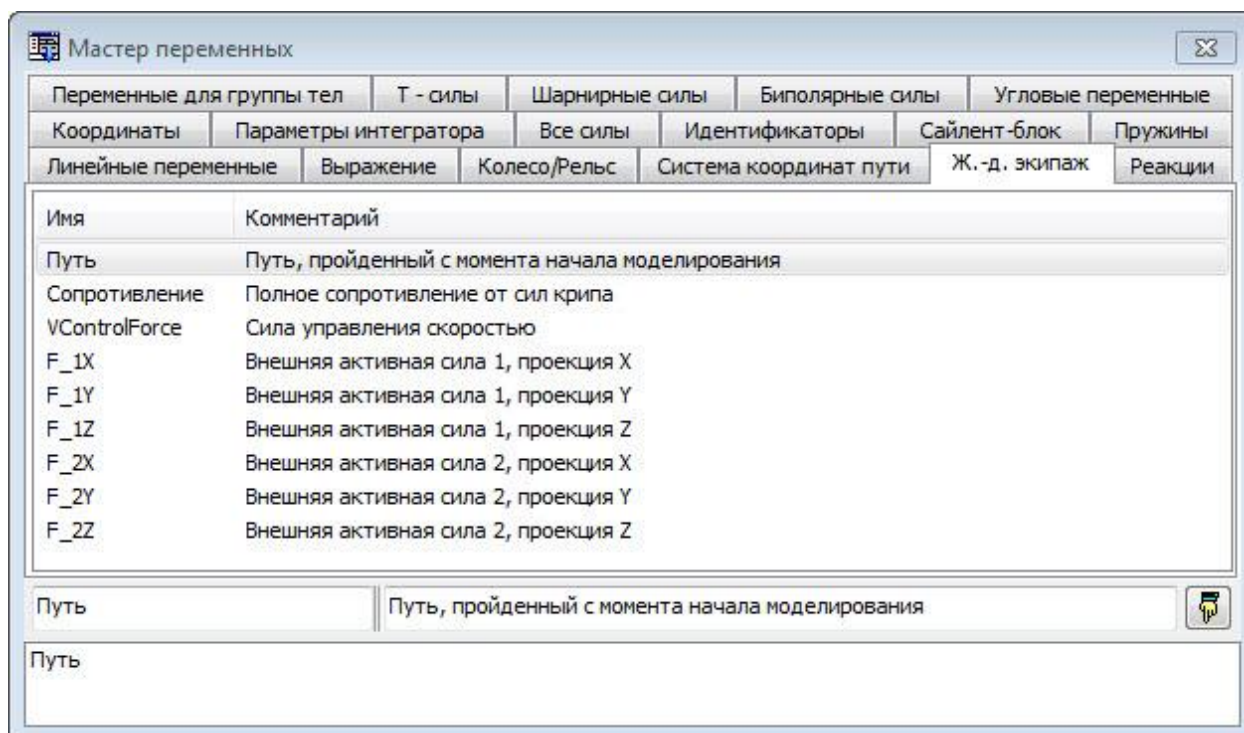 Мастер переменных
Переменные для группы тел Т - силы Шарнирные силы Биполярные силы Угловые переменные
Координаты Параметры интегратора Все силы Идентификаторы Сайлент-блок Пружины
Линейные переменные Выражение Колесо/Рельс Система координат пути Ж.-д. экипаж Реакции
Имя Комментарий
Путь Путь, пройденный с момента начала моделирования
Сопротивление Полное сопротивление от сил крипа
VControlForce Сила управления скоростью
F_1X Внешняя активная сила 1, проекция X
F_1Y Внешняя активная сила 1, проекция Y
F_1Z Внешняя активная сила 1, проекция Z
F_2X Внешняя активная сила 2, проекция X
F_2Y Внешняя активная сила 2, проекция Y
F_2Z Внешняя активная сила 2, проекция Z
Путь Путь, пройденный с момента начала моделирования
Путь